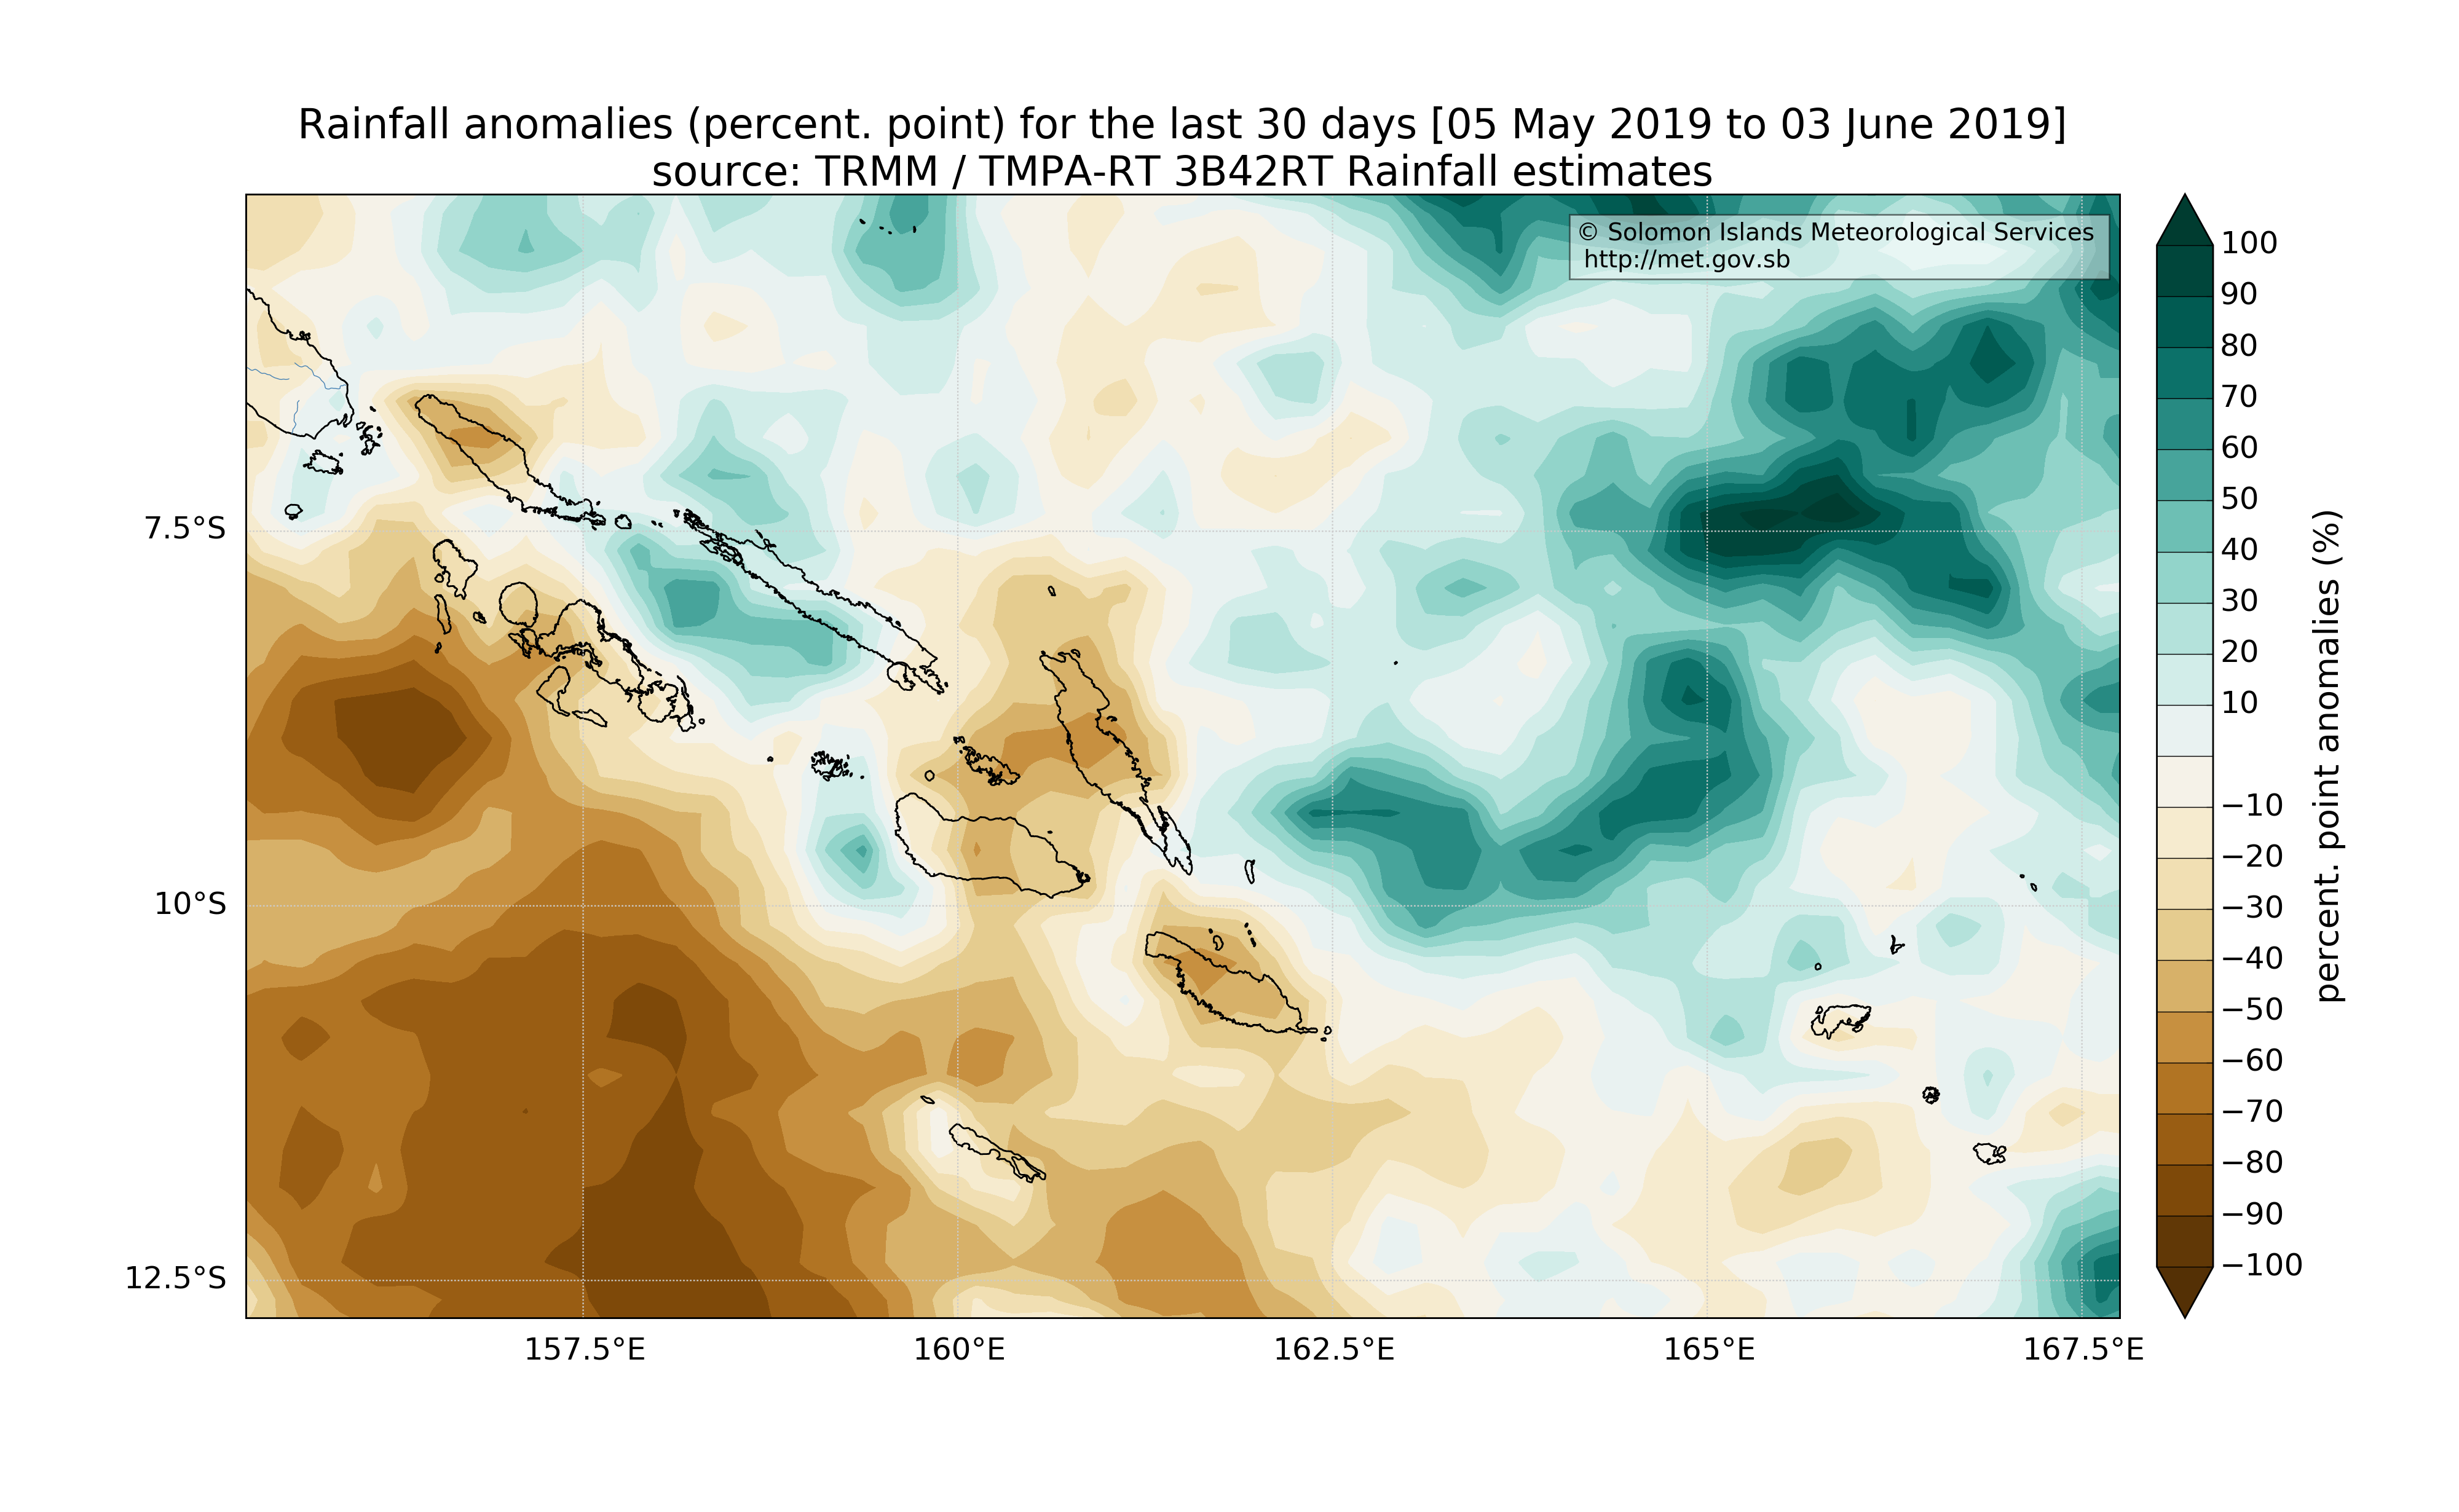 Rainfall anomalies (percent. point) for the last 30 days [05 May 2019 to 03 June 2019]
source: TRMM / TMPA-RT 3B42RT Rainfall estimates
© Solomon Islands Meteorological Services
http://met.gov.sb
7.5°S
10°S
12.5°S
157.5°E
160°E
162.5°E
165°E
167.5°E
100
90
80
70
60
50
40
30
20
10
−10
−20
−30
−40
−50
−60
−70
−80
−90
−100
percent. point anomalies (%)